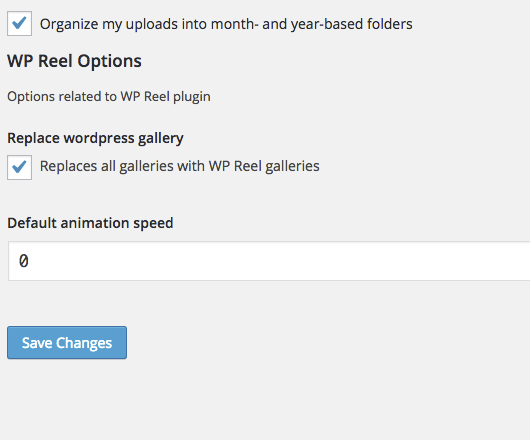 Organize my uploads into month- and year-based folders
WP Reel Options
Options related to WP Reel plugin
Replace wordpress gallery
Replaces all galleries with WP Reel galleries
Default animation speed
0
Save Changes